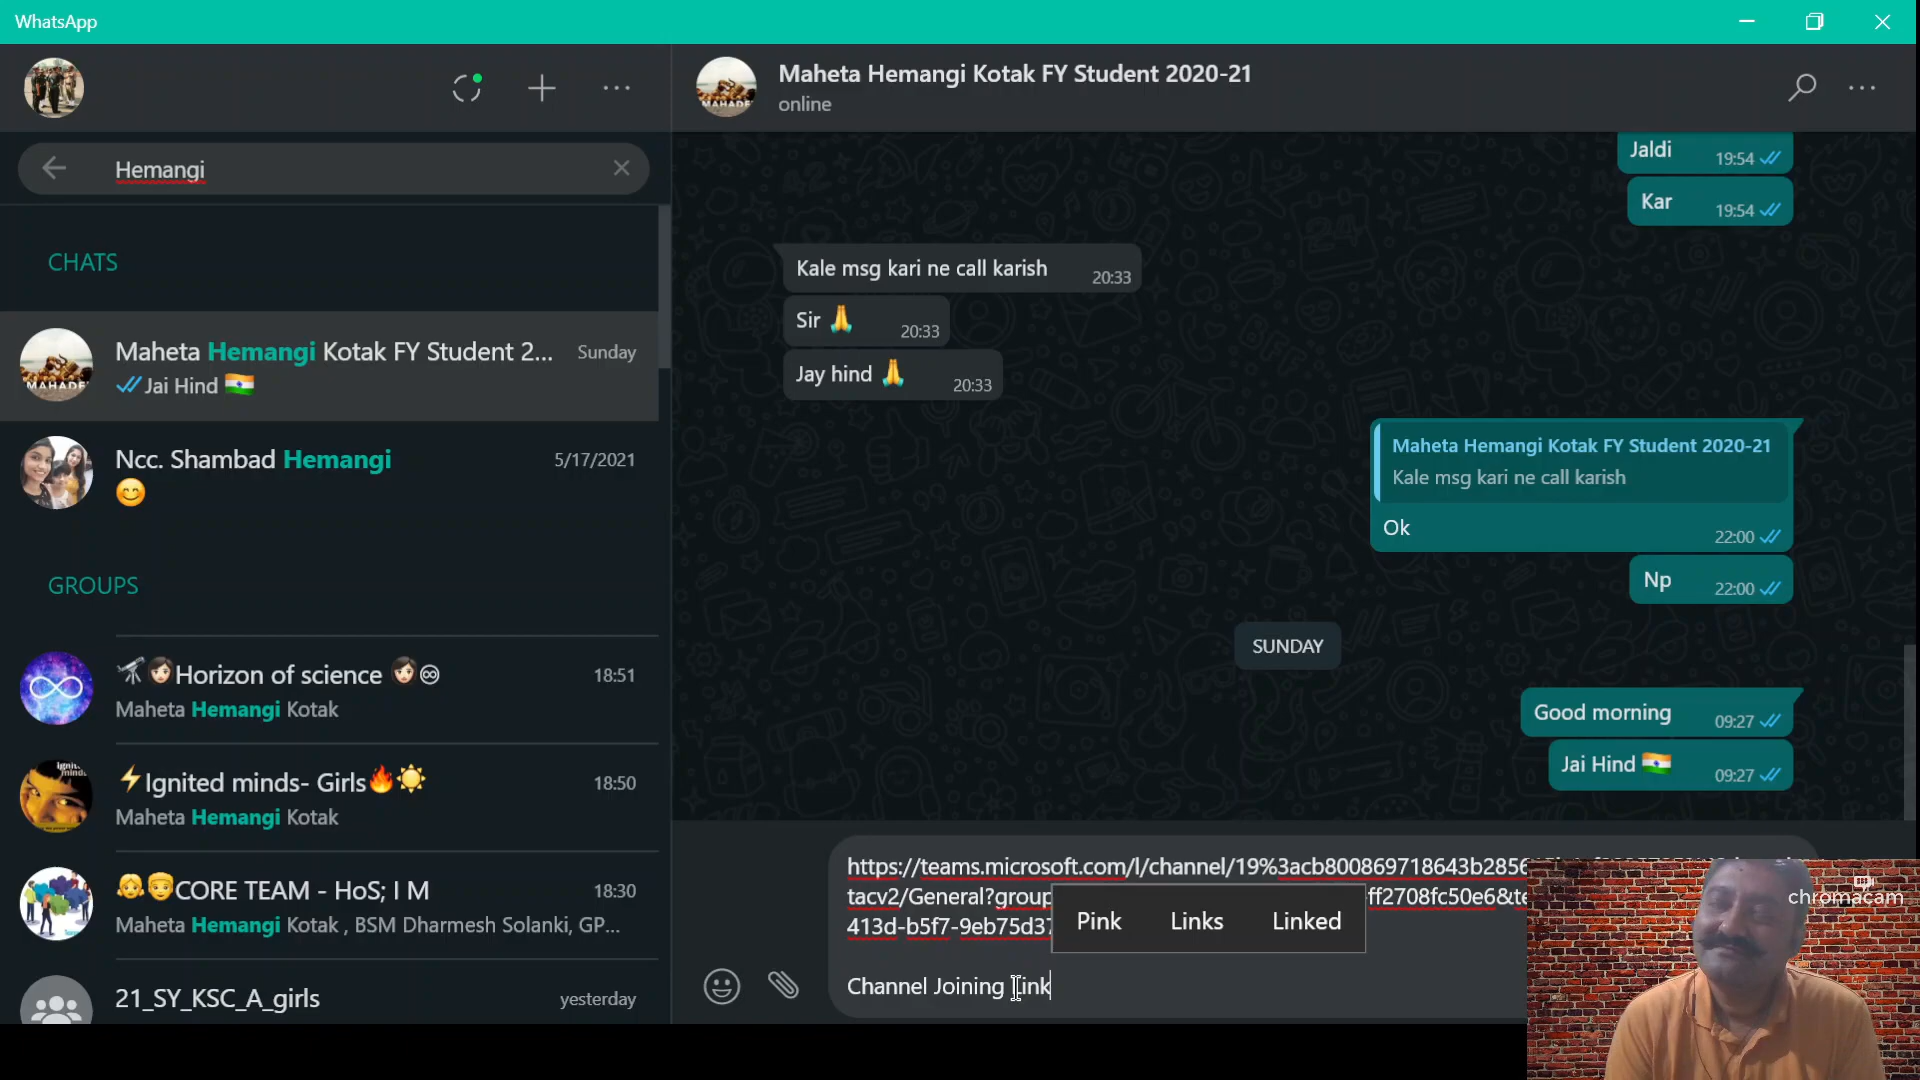 WhatsApp
Hemangi
CHATS
Maheta Hemangi Kotak FY Student 2... Sunday
Jai Hind 🇮🇳
Ncc. Shambad Hemangi 5/17/2021
😊
GROUPS
🔭👩🏻Horizon of science 👩🏻♾ 18:51
Maheta Hemangi Kotak
⚡Ignited minds- Girls🔥☀️ 18:50
Maheta Hemangi Kotak
👧👦CORE TEAM - HoS; I M 18:30
Maheta Hemangi Kotak , BSM Dharmesh Solanki, GP...
21_SY_KSC_A_girls yesterday
Maheta Hemangi Kotak FY Student 2020-21
online
Jaldi 19:54
Kar 19:54
Kale msg kari ne call karish 20:33
Sir 🙏 20:33
Jay hind 🙏 20:33
Maheta Hemangi Kotak FY Student 2020-21
Kale msg kari ne call karish
Ok 22:00
Np 22:00
SUNDAY
Good morning 09:27
Jai Hind 🇮🇳 09:27
https://teams.microsoft.com/l/channel/19%3acb800869718643b2856
tacv2/General?group ff2708fc50e6&te
413d-b5f7-9eb75d37
Pink Links Linked
Channel Joining Link
chromacam
MAHADE
MAHADE